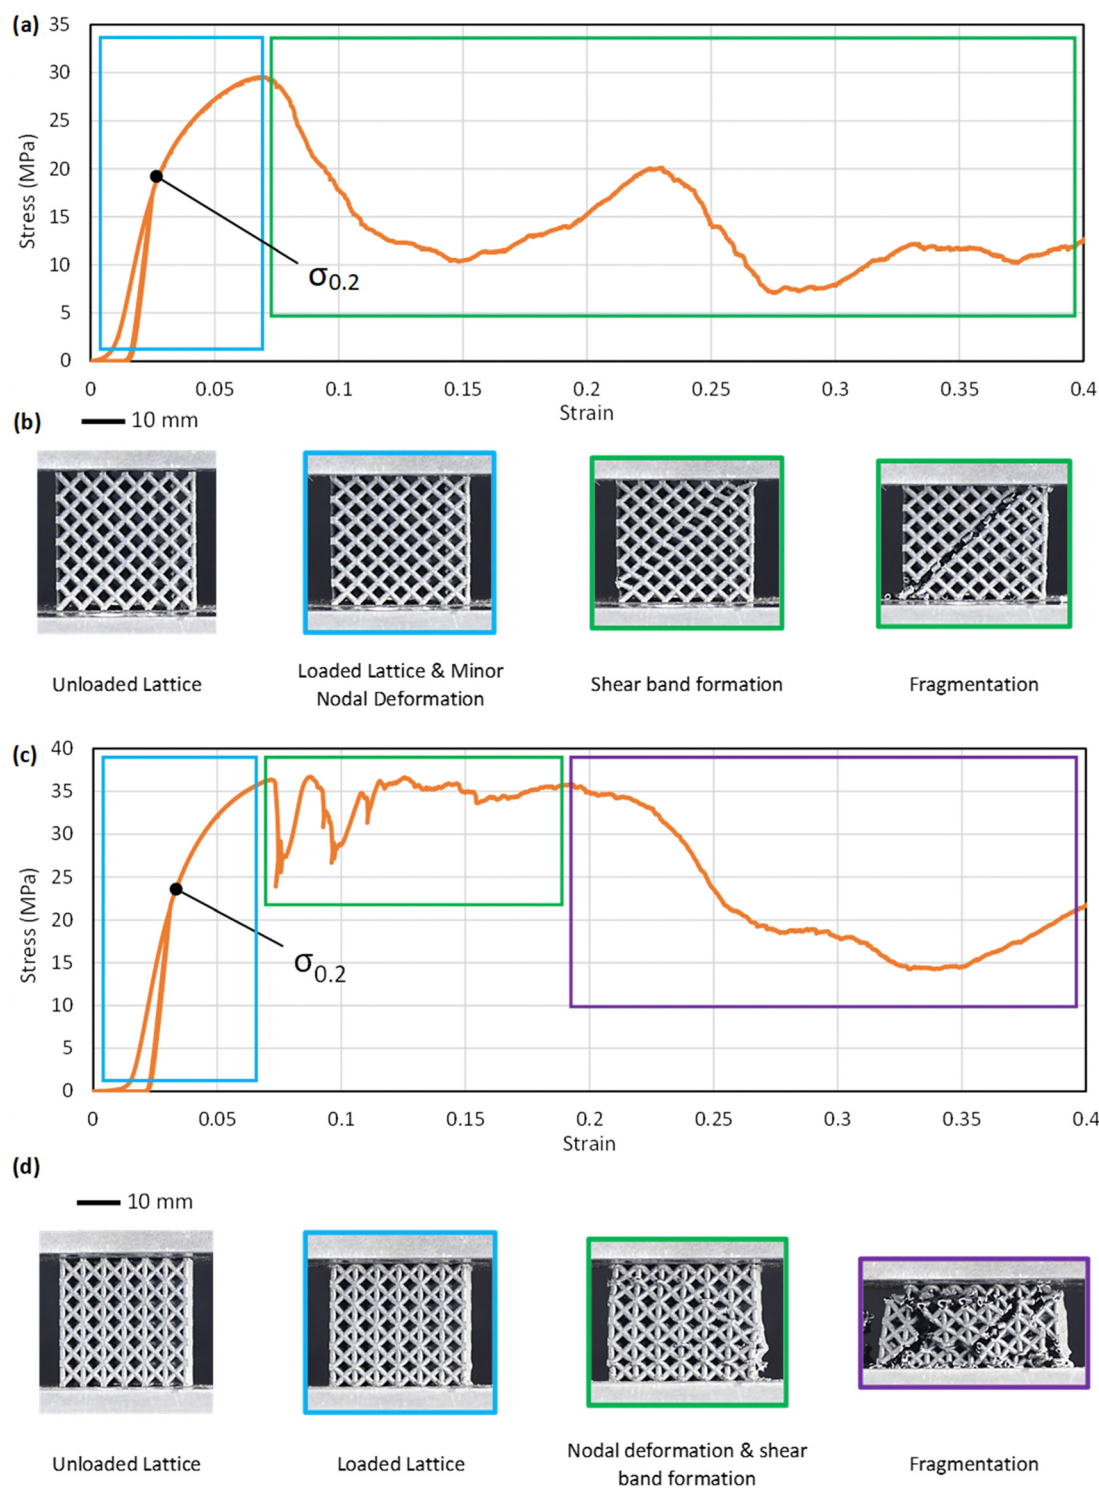 (a)
35
30
25
20
15
10
5
0
Stress (MPa)
σ0.2
0 0.05 0.1 0.15 0.2 0.25 0.3 0.35 0.4
Strain
(b)
10 mm
Unloaded Lattice
Loaded Lattice & Minor
Nodal Deformation
Shear band formation
Fragmentation
(c)
40
35
30
25
20
15
10
5
0
Stress (MPa)
σ0.2
0 0.05 0.1 0.15 0.2 0.25 0.3 0.35 0.4
Strain
(d)
10 mm
Unloaded Lattice
Loaded Lattice
Nodal deformation & shear
band formation
Fragmentation